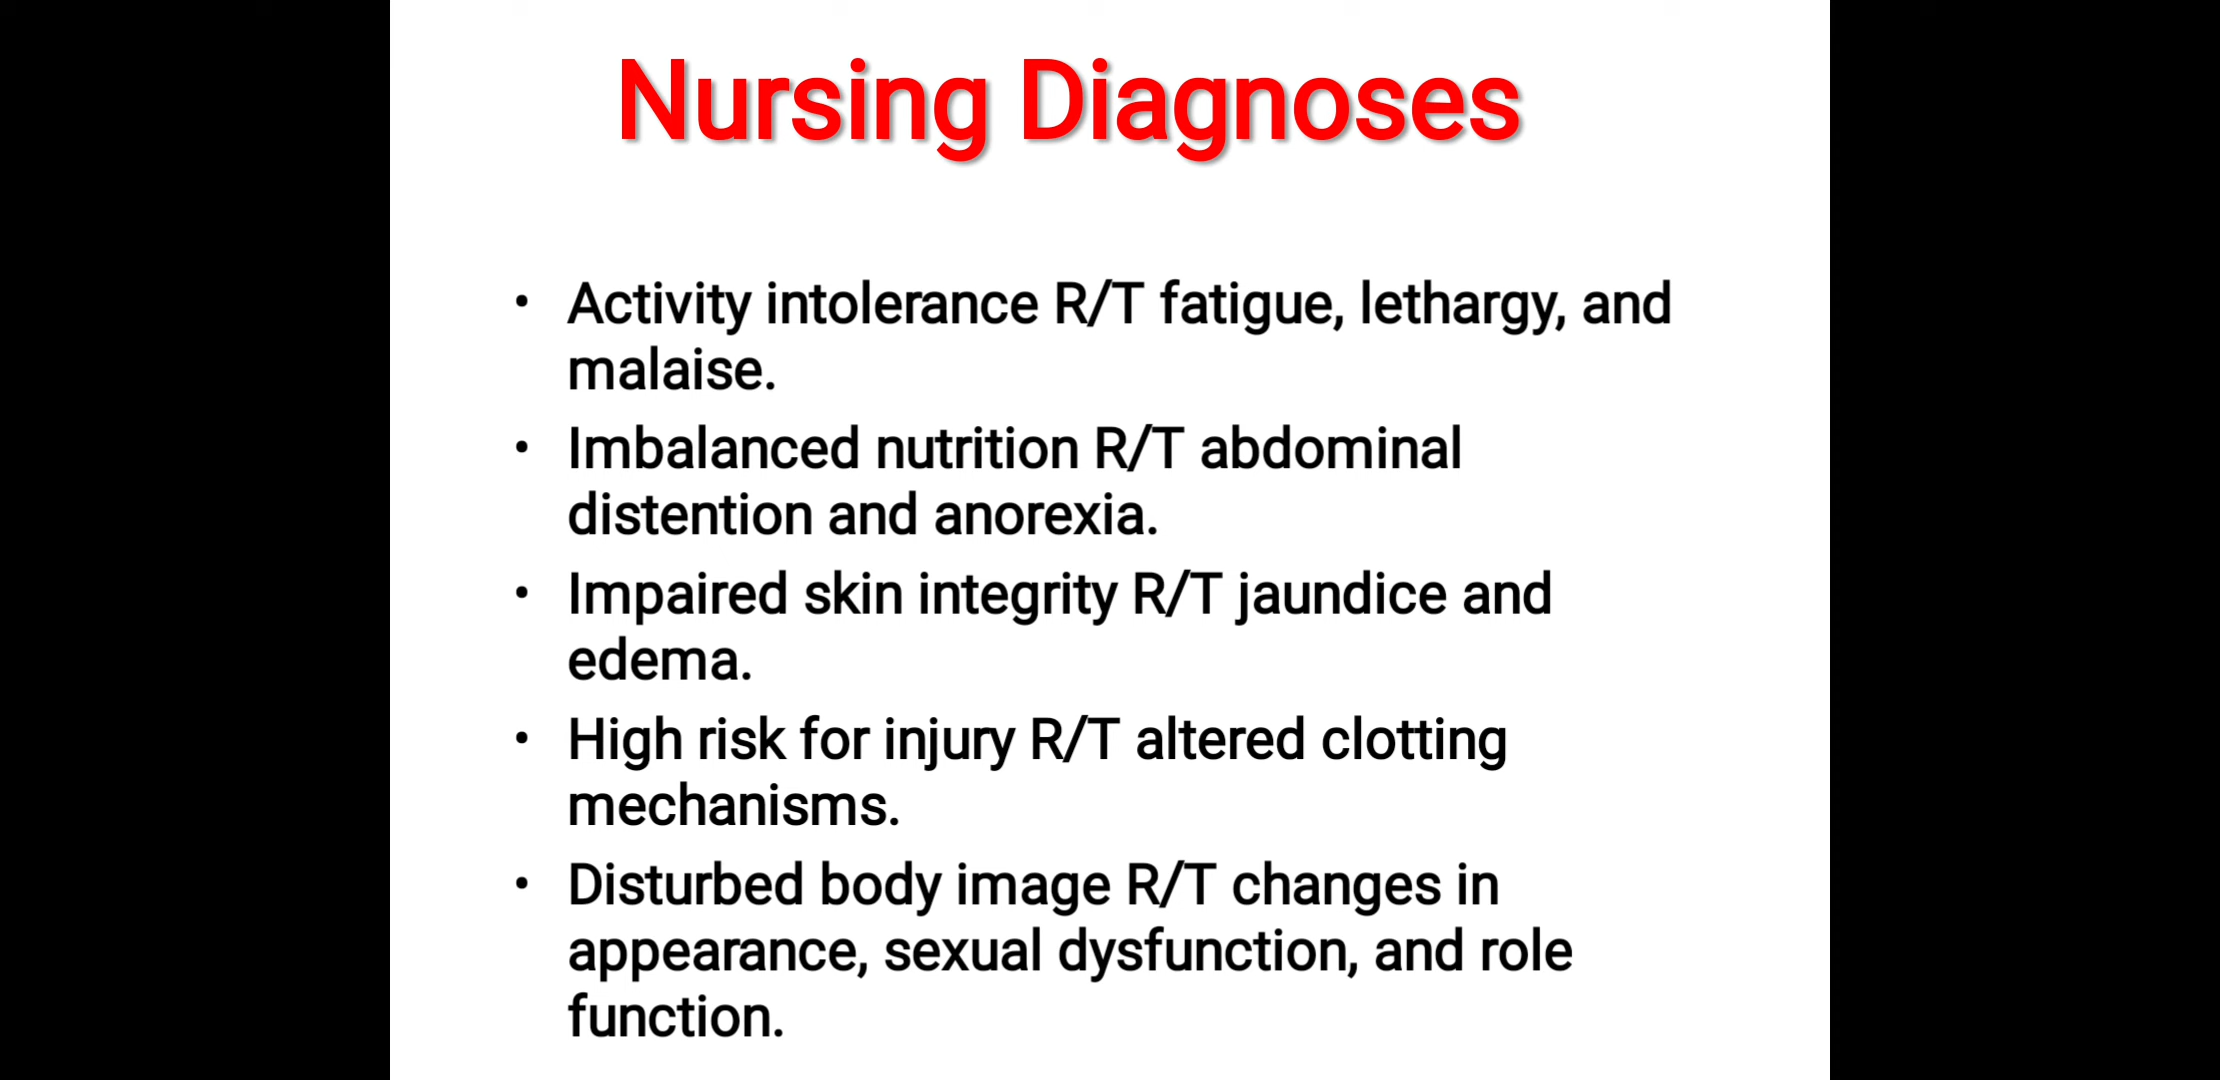 Nursing Diagnoses
• Activity intolerance R/T fatigue, lethargy, and
malaise.
• Imbalanced nutrition R/T abdominal
distention and anorexia.
• Impaired skin integrity R/T jaundice and
edema.
• High risk for injury R/T altered clotting
mechanisms.
• Disturbed body image R/T changes in
appearance, sexual dysfunction, and role
function.